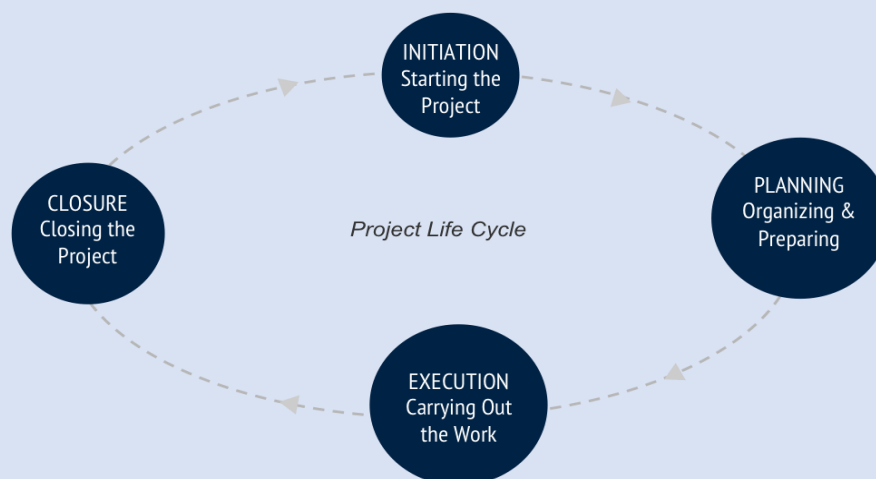 INITIATION
Starting the
Project
PLANNING
Organizing &
Preparing
EXECUTION
Carrying Out
the Work
CLOSURE
Closing the
Project
Project Life Cycle